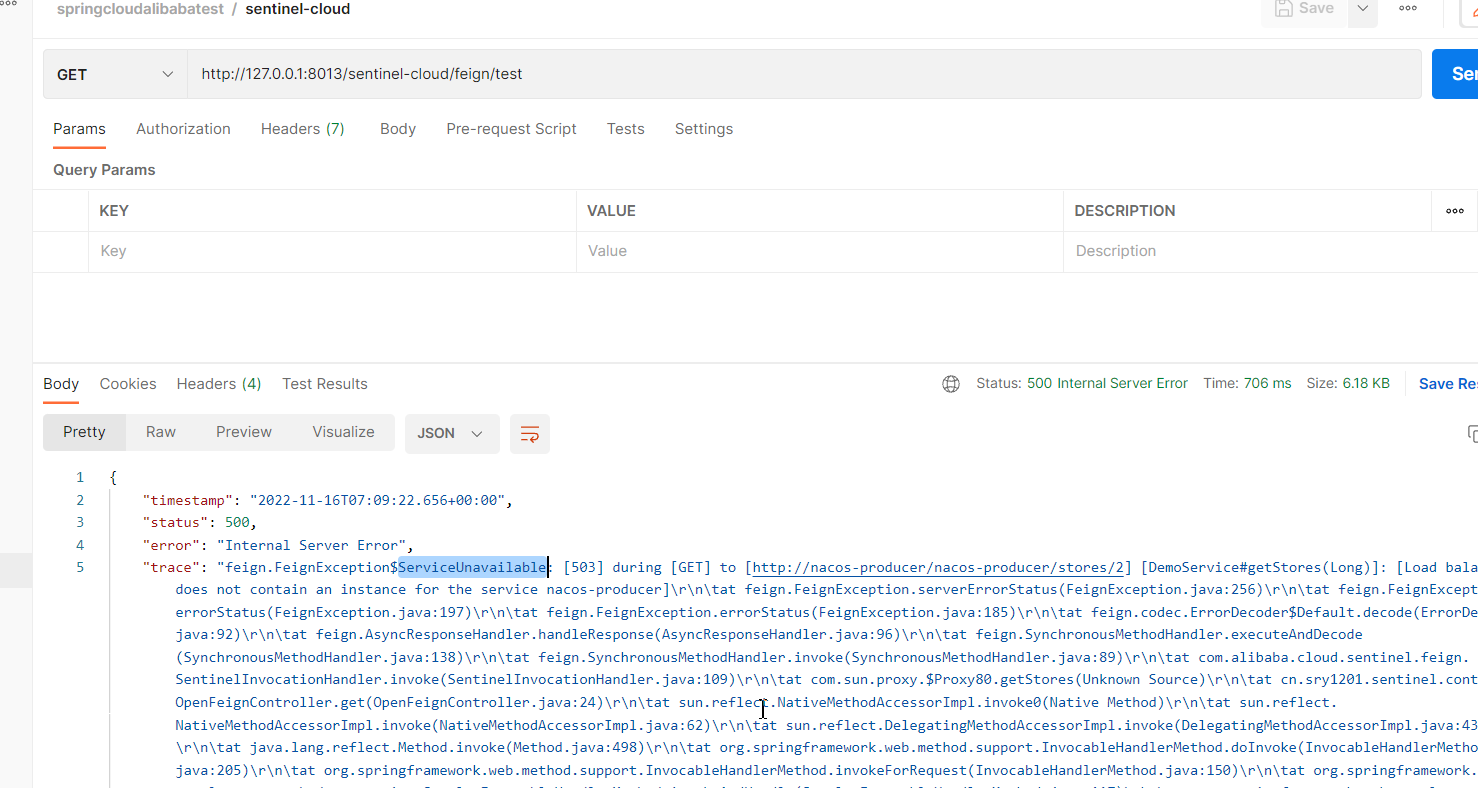 springcloudalibabatest / sentinel-cloud
Save
GET http://127.0.0.1:8013/sentinel-cloud/feign/test
Params Authorization Headers (7) Body Pre-request Script Tests Settings
Query Params
KEY VALUE DESCRIPTION
Key Value Description
Body Cookies Headers (4) Test Results Status: 500 Internal Server Error Time: 706 ms Size: 6.18 KB Save
Pretty Raw Preview Visualize JSON
1 {
2 "timestamp": "2022-11-16T07:09:22.656+00:00",
3 "status": 500,
4 "error": "Internal Server Error",
5 "trace": "feign.FeignException$ServiceUnavailable: [503] during [GET] to [http://nacos-producer/nacos-producer/stores/2] [DemoService#getStores(Long)]: [Load
does not contain an instance for the service nacos-producer]\r\n\tat feign.FeignException.serverErrorStatus(FeignException.java:256)\r\n\tat
errorStatus(FeignException.java:197)\r\n\tat feign.FeignException.errorStatus(FeignException.java:185)\r\n\tat feign.codec.ErrorDecoder$Default.decode(
java:92)\r\n\tat feign.AsyncResponseHandler.handleResponse(AsyncResponseHandler.java:96)\r\n\tat feign.SynchronousMethodHandler.executeAndDecode
(SynchronousMethodHandler.java:138)\r\n\tat feign.SynchronousMethodHandler.invoke(SynchronousMethodHandler.java:89)\r\n\tat com.alibaba.cloud.sentinel.feign.
SentinelInvocationHandler.invoke(SentinelInvocationHandler.java:109)\r\n\tat com.sun.proxy.$Proxy80.getStores(Unknown Source)\r\n\tat cn.sry1201.sentinel.
OpenFeignController.get(OpenFeignController.java:24)\r\n\tat sun.reflect.NativeMethodAccessorImpl.invoke0(Native Method)\r\n\tat sun.reflect.
NativeMethodAccessorImpl.invoke(NativeMethodAccessorImpl.java:62)\r\n\tat sun.reflect.DelegatingMethodAccessorImpl.invoke(DelegatingMethodAccessorImpl.java:43
\r\n\tat java.lang.reflect.Method.invoke(Method.java:498)\r\n\tat org.springframework.web.method.support.InvocableHandlerMethod.doInvoke(
java:205)\r\n\tat org.springframework.web.method.support.InvocableHandlerMethod.invokeForRequest(InvocableHandlerMethod.java:150)\r\n\tat org.springframework.